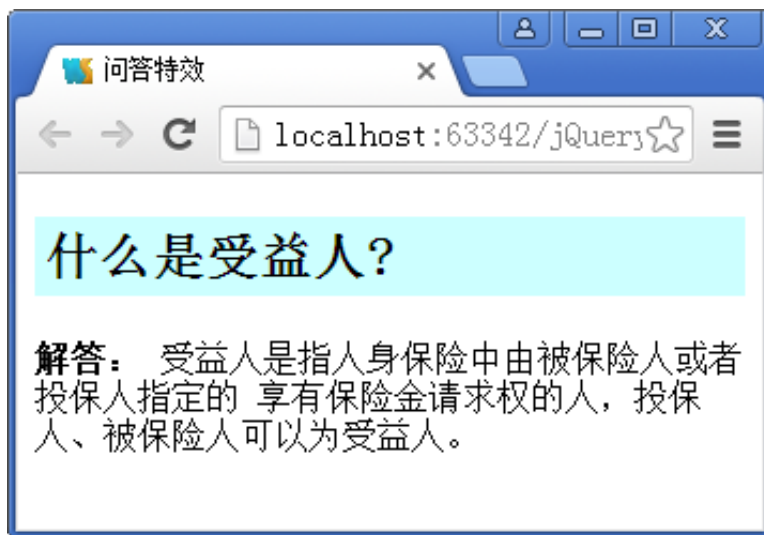 问答特效
localhost:63342/jQuery
什么是受益人?
解答： 受益人是指人身保险中由被保险人或者
投保人指定的 享有保险金请求权的人，投保
人、被保险人可以为受益人。